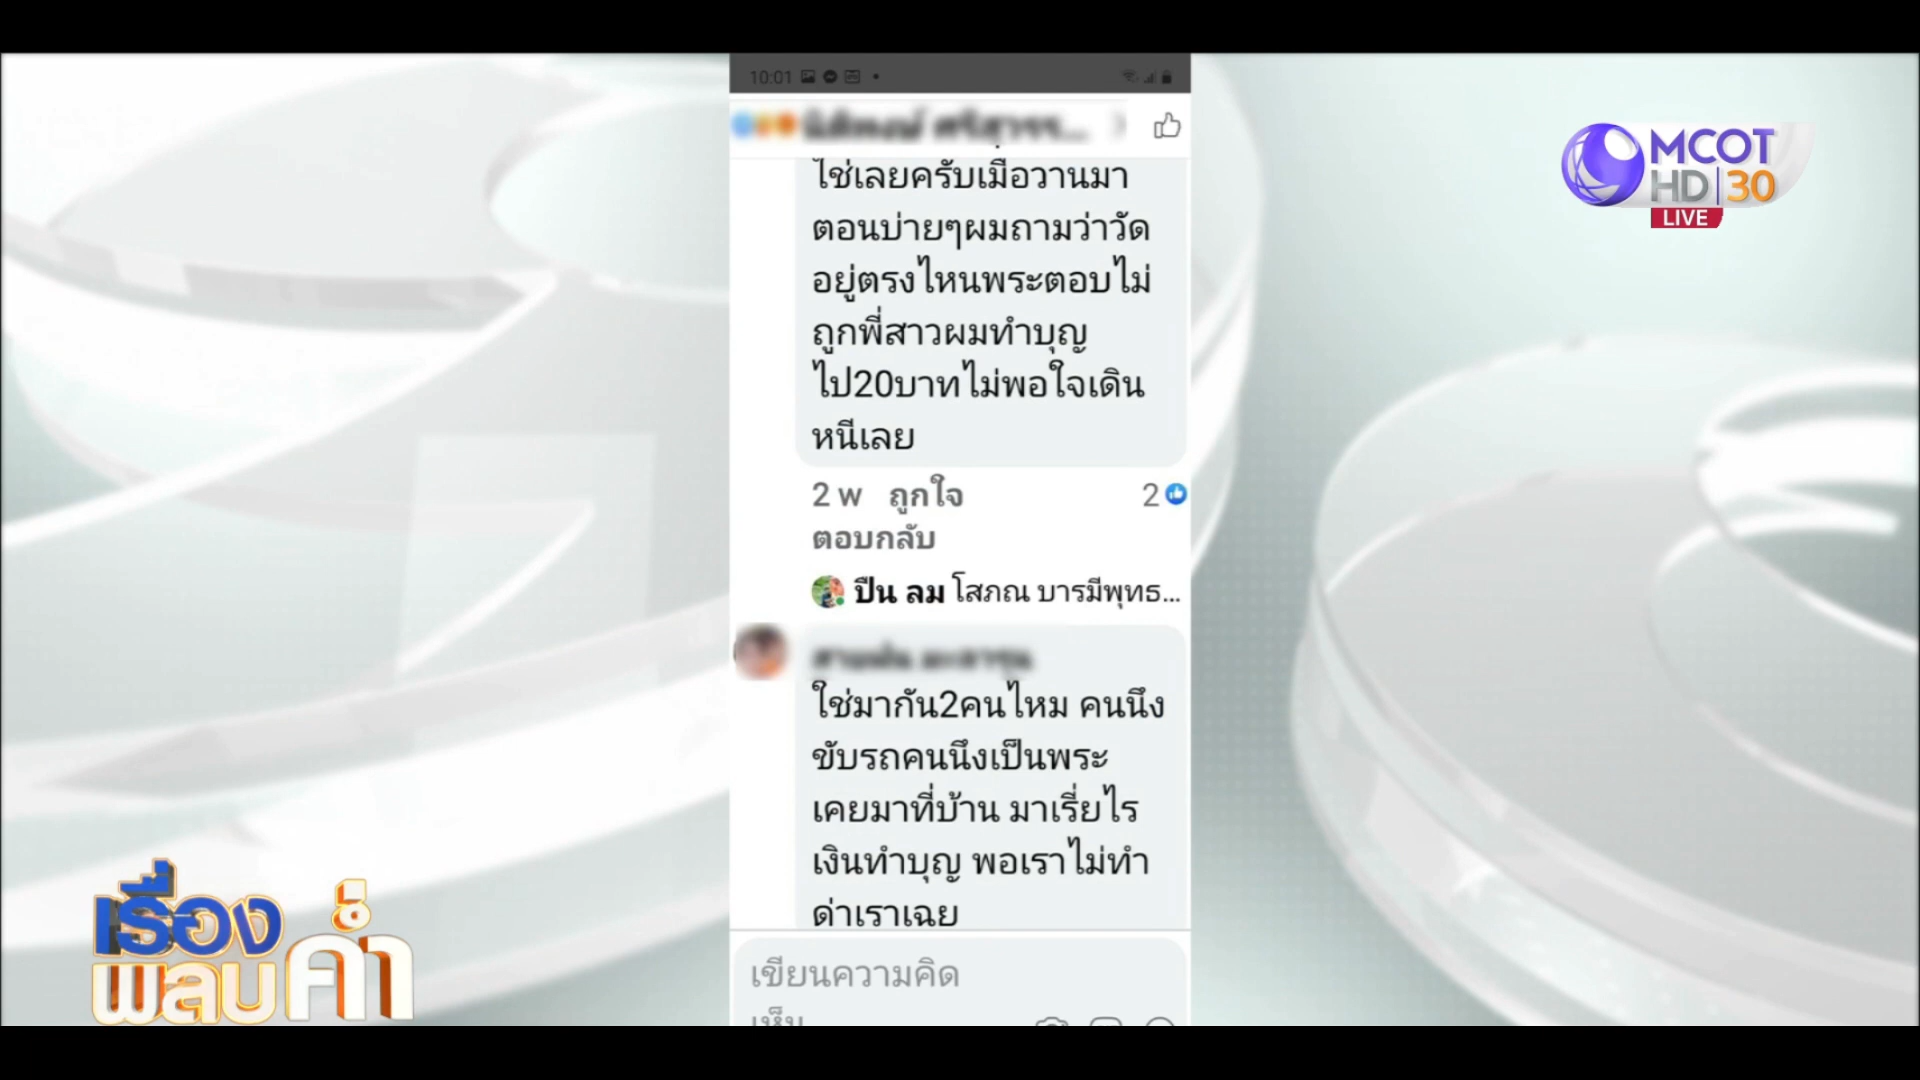 10:01
MCOT
HD 30
LIVE
ใช่เลยครับเมื่อวานมา
ตอนบ่ายๆผมถามว่าวัด
อยู่ตรงไหนพระตอบไม่
ถูกพี่สาวผมทำบุญ
ไป20บาทไม่พอใจเดิน
หนีเลย
2 w ถูกใจ 2
ตอบกลับ
ปืน ลม โสภณ บารมีพุทธ...
ใช่มากัน2คนไหม คนนึง
ขับรถคนนึงเป็นพระ
เคยมาที่บ้าน มาเรี่ยไร
เงินทำบุญ พอเราไม่ทำ
ด่าเราเฉย
เขียนความคิด
เห็น
เรื่อง
พลบค่ำ